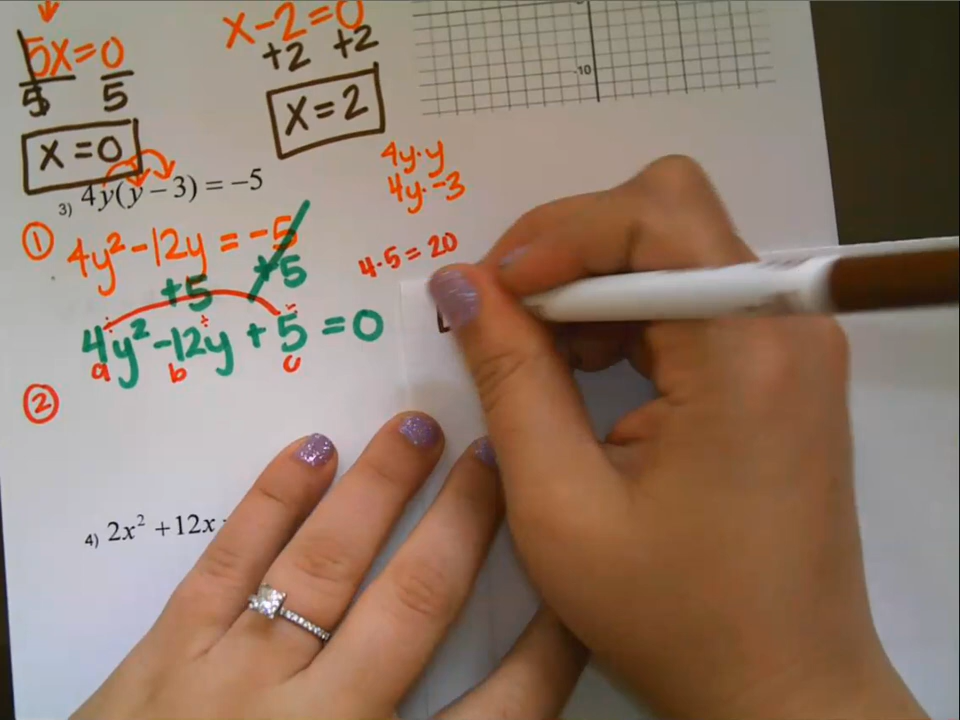 5x=0
5 5
x=0
x-2=0
+2 +2
x=2
-10
3) 4y(y-3)=-5
4y·y
4y·-3
① 4y²-12y=-5
+5 +5
4·5=20
4y²-12y+5=0
a b c
②
4) 2x²+12x